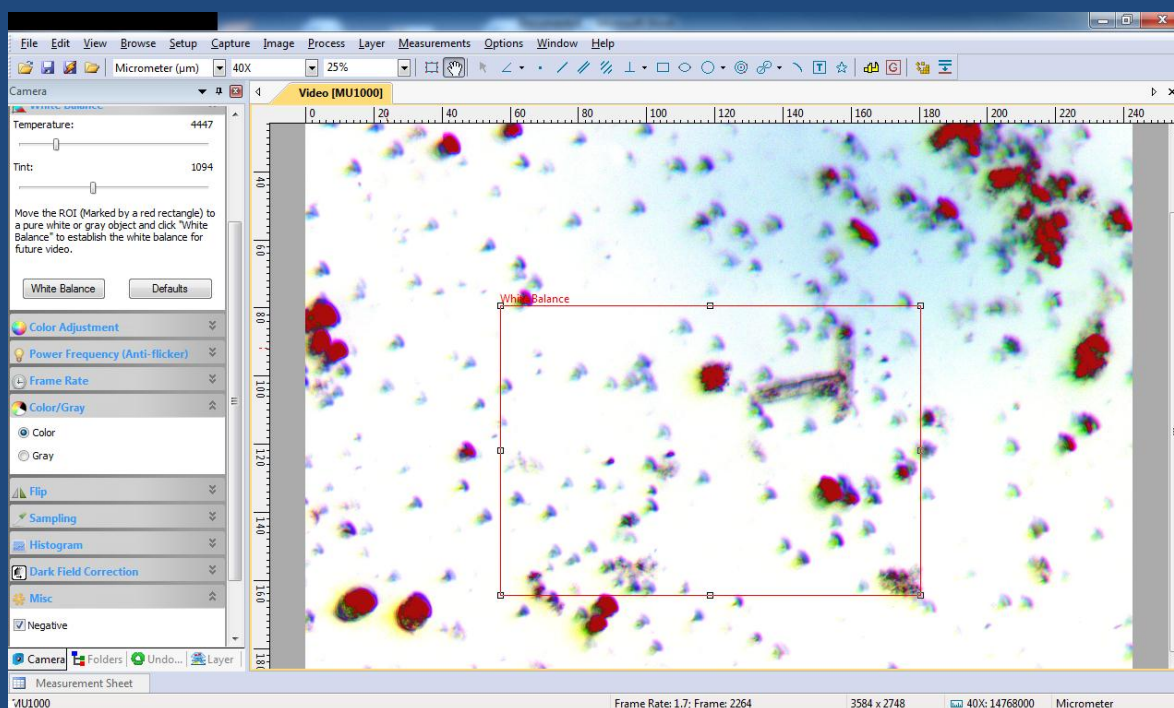 File Edit View Browse Setup Capture Image Process Layer Measurements Options Window Help
Micrometer (µm) 40X 25%
Camera
Video [MU1000]
White Balance
Temperature: 4447
Tint: 1094
Move the ROI (Marked by a red rectangle) to
a pure white or gray object and click "White
Balance" to establish the white balance for
future video.
White Balance Defaults
Color Adjustment
Power Frequency (Anti-flicker)
Frame Rate
Color/Gray
Color
Gray
Flip
Sampling
Histogram
Dark Field Correction
Misc
Negative
Camera Folders Undo... Layer
0 20 40 60 80 100 120 140 160 180 200 220 240
40
60
80
100
120
140
160
180
White Balance
Measurement Sheet
MU1000 Frame Rate: 1.7; Frame: 2264 3584 x 2748 40X: 14768000 Micrometer